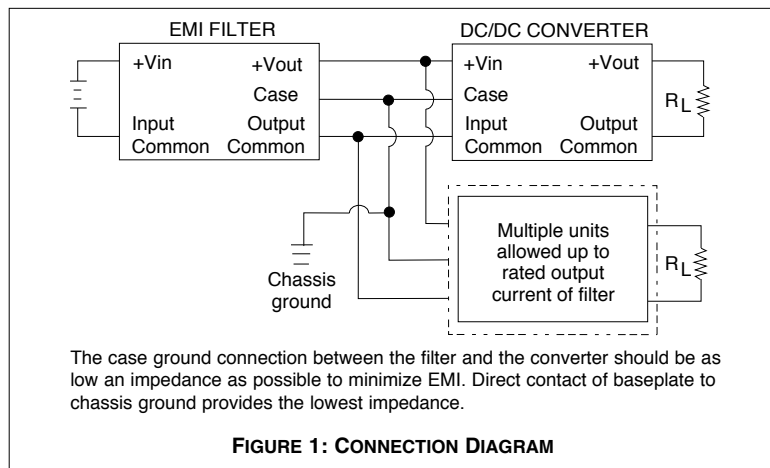 EMI FILTER
DC/DC CONVERTER
+Vin
+Vout
Case
Input
Common
Output
Common
+Vin
+Vout
Case
Input
Common
Output
Common
RL
Multiple units
allowed up to
rated output
current of filter
RL
Chassis
ground
The case ground connection between the filter and the converter should be as
low an impedance as possible to minimize EMI. Direct contact of baseplate to
chassis ground provides the lowest impedance.
FIGURE 1: CONNECTION DIAGRAM